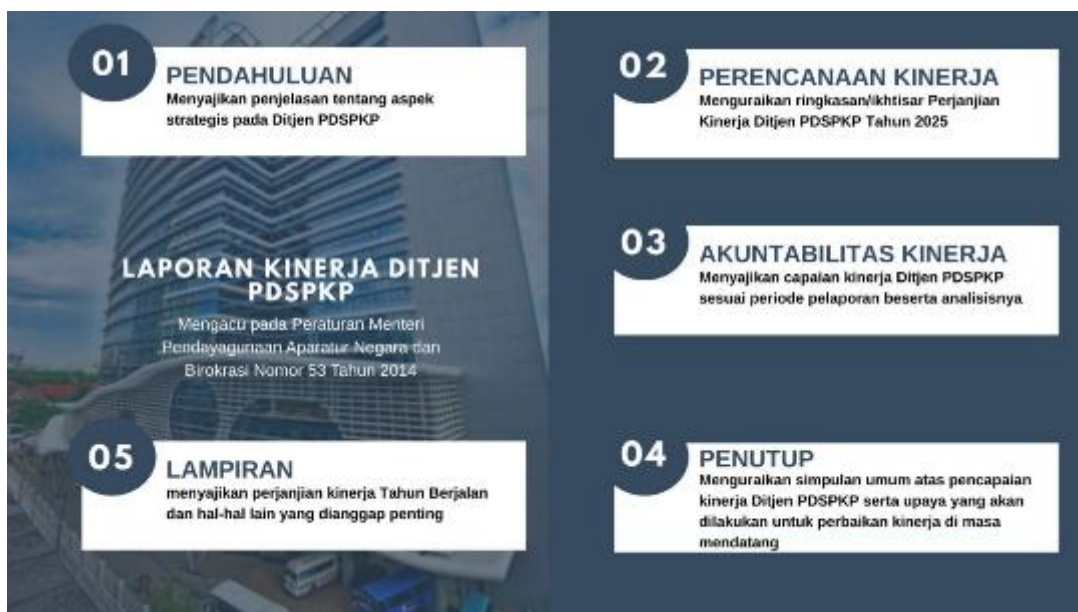 01
PENDAHULUAN
Menyajikan penjelasan tentang aspek
strategis pada Ditjen PDSPKP
02
PERENCANAAN KINERJA
Menguraikan ringkasan/ikhtisar Perjanjian
Kinerja Ditjen PDSPKP Tahun 2025
LAPORAN KINERJA DITJEN
PDSPKP
Mengacu pada Peraturan Menteri
Pendayagunaan Aparatur Negara dan
Birokrasi Nomor 53 Tahun 2014
03
AKUNTABILITAS KINERJA
Menyajikan capaian kinerja Ditjen PDSPKP
sesuai periode pelaporan beserta analisisnya
04
PENUTUP
Menguraikan simpulan umum atas pencapaian
kinerja Ditjen PDSPKP serta upaya yang akan
dilakukan untuk perbaikan kinerja di masa
mendatang
05
LAMPIRAN
menyajikan perjanjian kinerja Tahun Berjalan
dan hal-hal lain yang dianggap penting